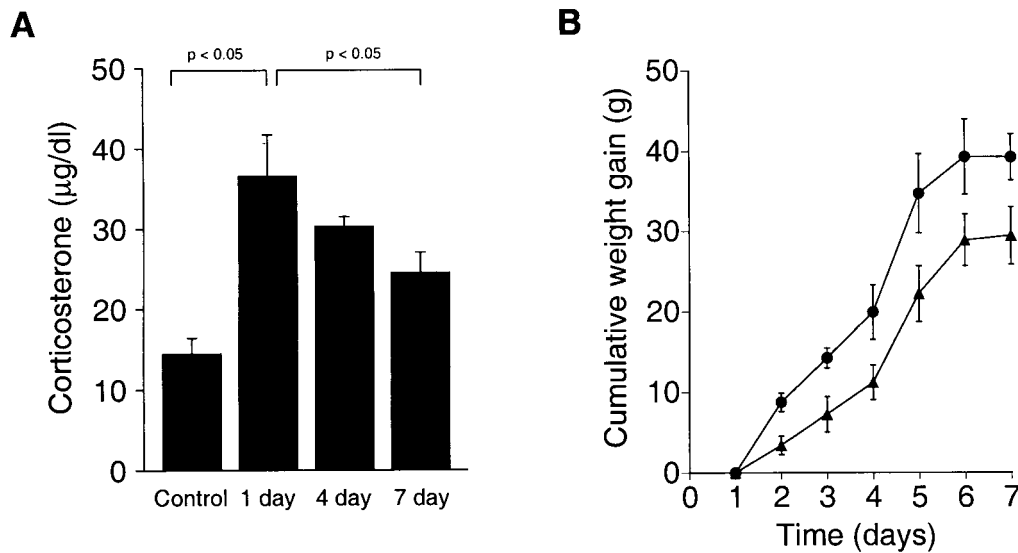 A
p < 0.05
p < 0.05
50
40
30
20
10
0
Corticosterone (µg/dl)
Control 1 day 4 day 7 day
B
50
40
30
20
10
0
Cumulative weight gain (g)
0 1 2 3 4 5 6 7
Time (days)